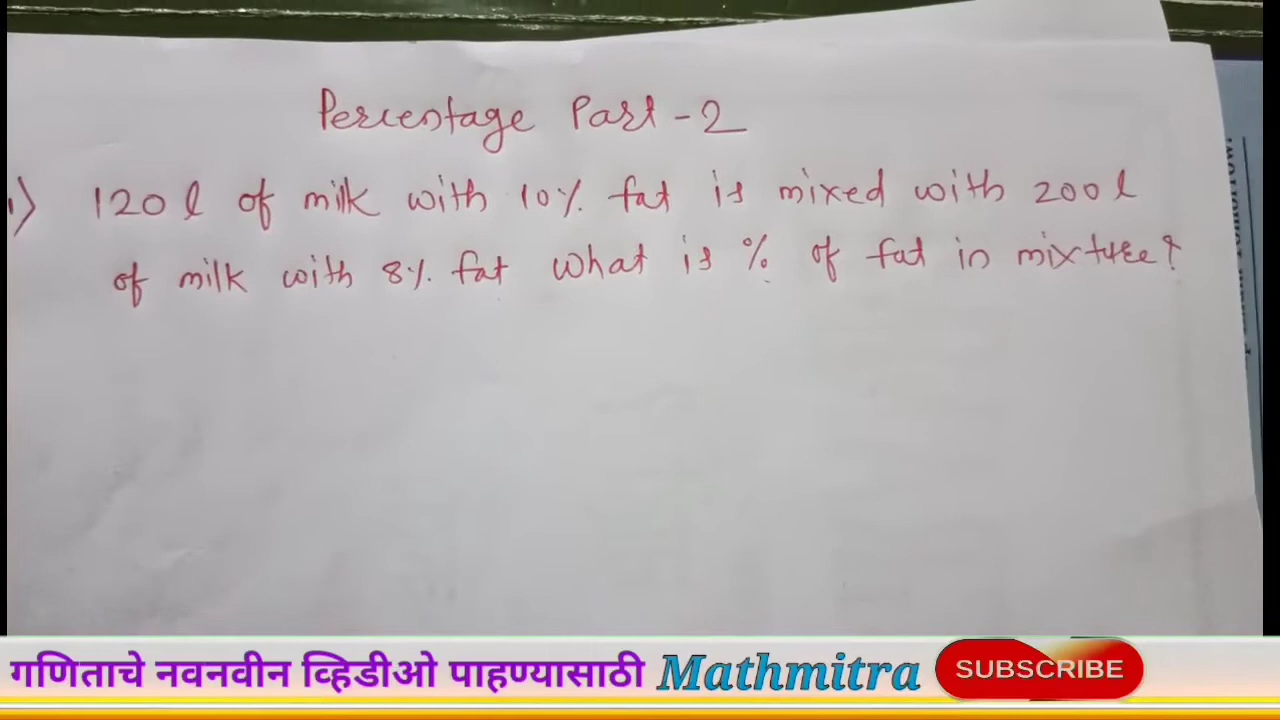 Percentage Part-2
1) 120 l of milk with 10% fat is mixed with 200 l
of milk with 8% fat what is % of fat in mixture?
गणिताचे नवनवीन व्हिडीओ पाहण्यासाठी Mathmitra SUBSCRIBE